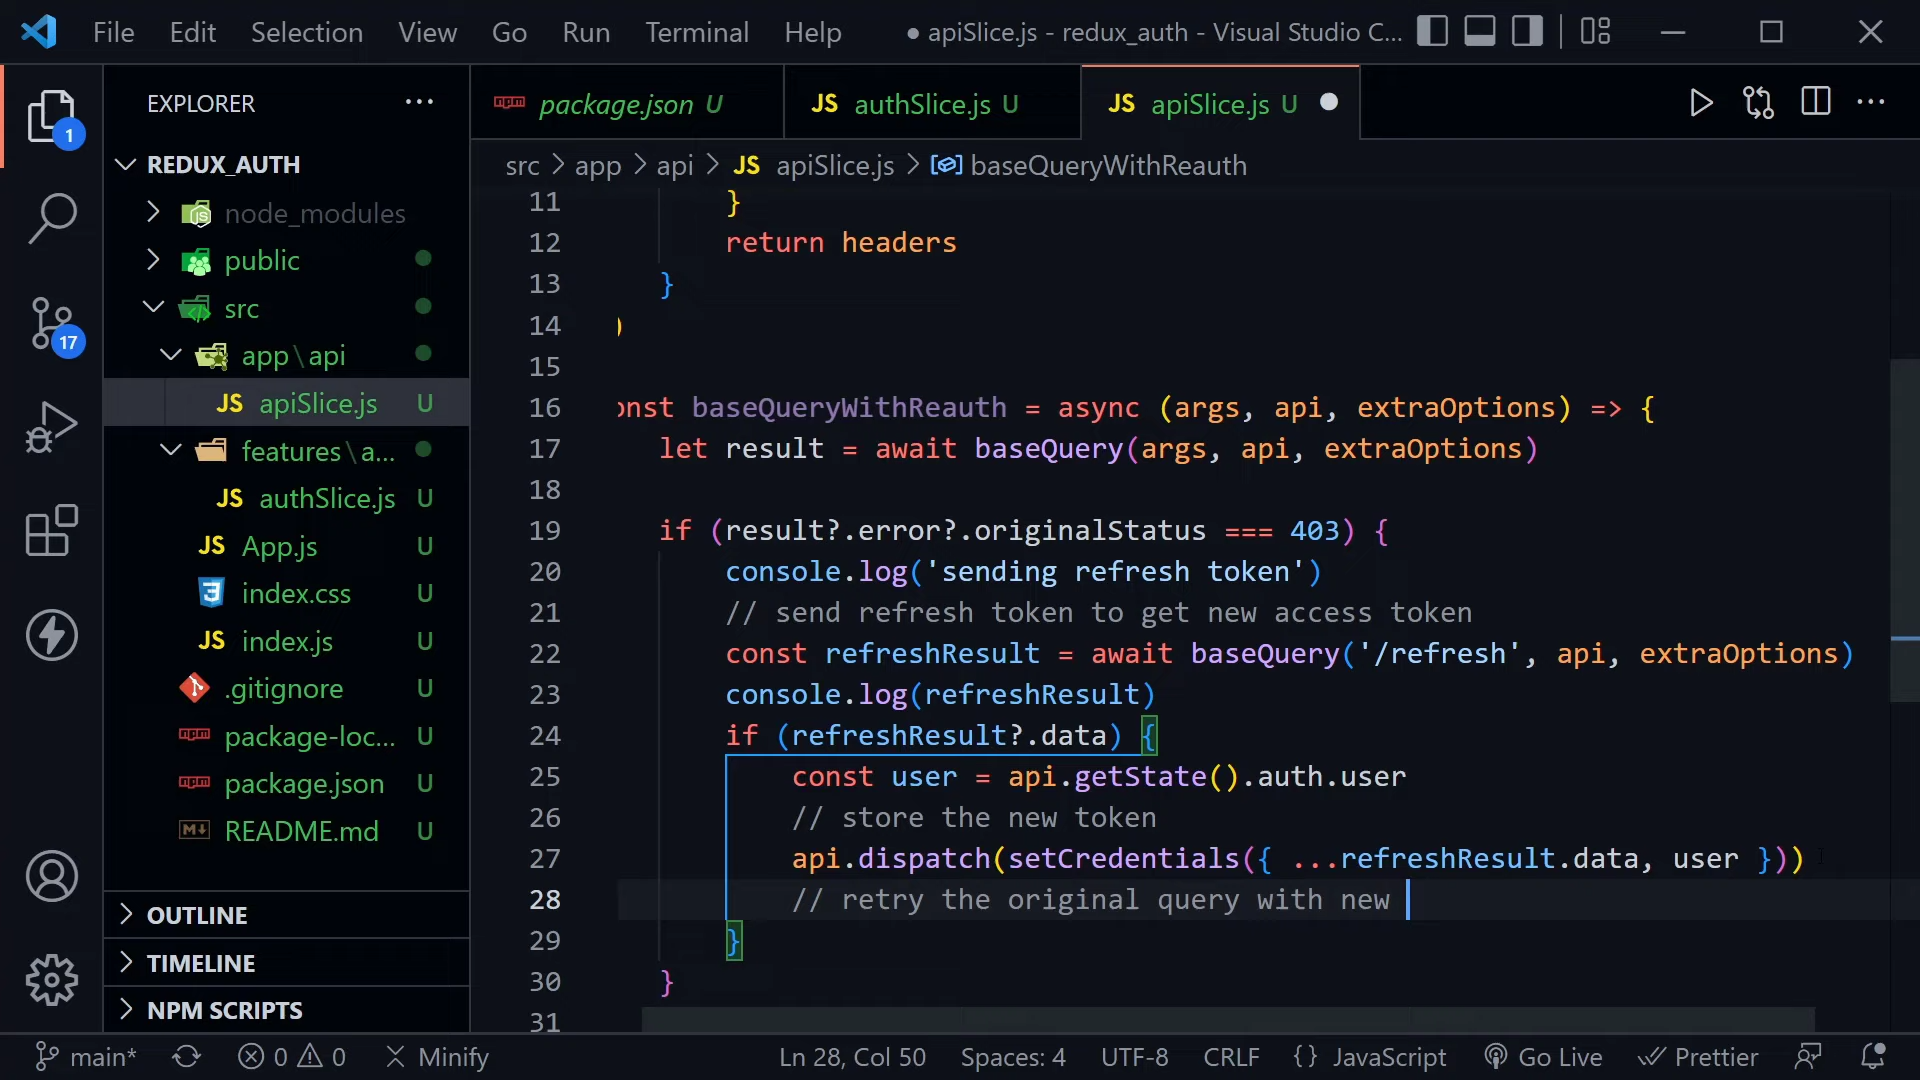 File Edit Selection View Go Run Terminal Help ● apiSlice.js - redux_auth - Visual Studio C...
EXPLORER ...
1
REDUX_AUTH
node_modules
public
src
17
app\api
JS apiSlice.js U
features\a...
JS authSlice.js U
JS App.js U
index.css U
JS index.js U
.gitignore U
package-loc... U
package.json U
README.md U
OUTLINE
TIMELINE
NPM SCRIPTS
package.json U
JS authSlice.js U
JS apiSlice.js U ●
src > app > api > JS apiSlice.js > baseQueryWithReauth
11 }
12 return headers
13 }
14 )
15
16 onst baseQueryWithReauth = async (args, api, extraOptions) => {
17 let result = await baseQuery(args, api, extraOptions)
18
19 if (result?.error?.originalStatus === 403) {
20 console.log('sending refresh token')
21 // send refresh token to get new access token
22 const refreshResult = await baseQuery('/refresh', api, extraOptions)
23 console.log(refreshResult)
24 if (refreshResult?.data) {
25 const user = api.getState().auth.user
26 // store the new token
27 api.dispatch(setCredentials({ ...refreshResult.data, user }))
28 // retry the original query with new
29 }
30 }
31
main* 0 0 Minify Ln 28, Col 50 Spaces: 4 UTF-8 CRLF {} JavaScript Go Live Prettier